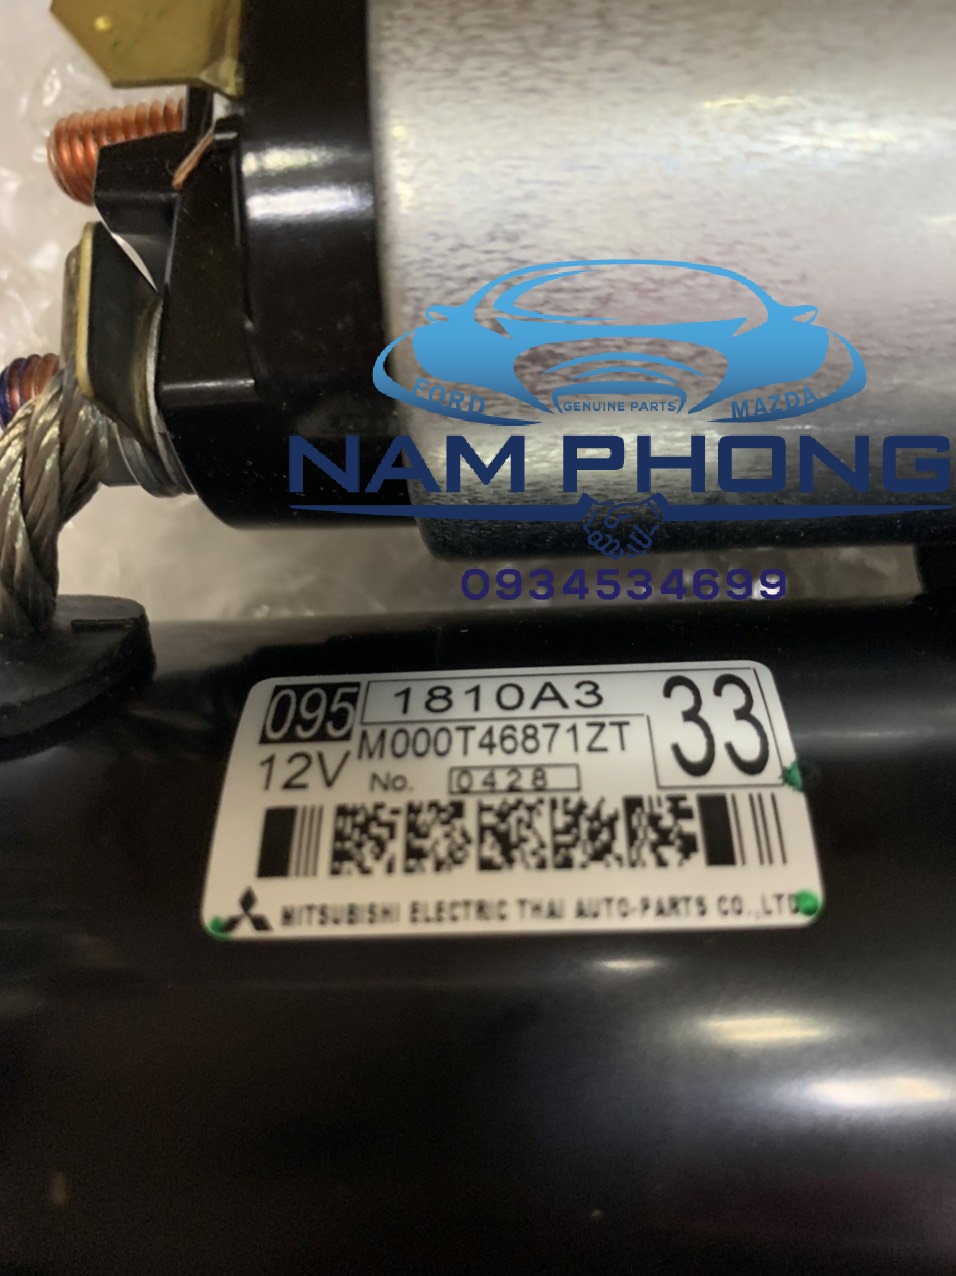 FORD GENUINE PARTS MAZDA
NAM PHONG
0934534699
095 1810A3 33
12V M000T46871ZT
No. 0428
MITSUBISHI ELECTRIC THAI AUTO-PARTS CO.,LTD.